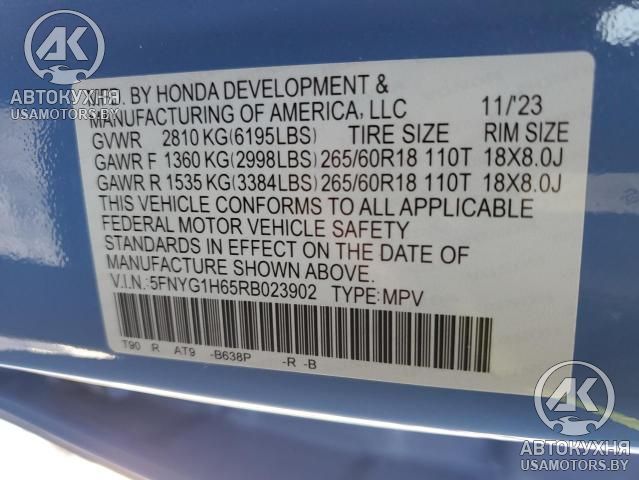 AK
АВТОКУХНЯ
USAMOTORS.BY
MFD. BY HONDA DEVELOPMENT &
MANUFACTURING OF AMERICA, LLC 11/'23
GVWR 2810 KG(6195LBS) TIRE SIZE RIM SIZE
GAWR F 1360 KG(2998LBS) 265/60R18 110T 18X8.0J
GAWR R 1535 KG(3384LBS) 265/60R18 110T 18X8.0J
THIS VEHICLE CONFORMS TO ALL APPLICABLE
FEDERAL MOTOR VEHICLE SAFETY
STANDARDS IN EFFECT ON THE DATE OF
MANUFACTURE SHOWN ABOVE.
V.I.N.:5FNYG1H65RB023902 TYPE:MPV
T90 R AT9 -B638P -R -B
AK
АВТОКУХНЯ
USAMOTORS.BY